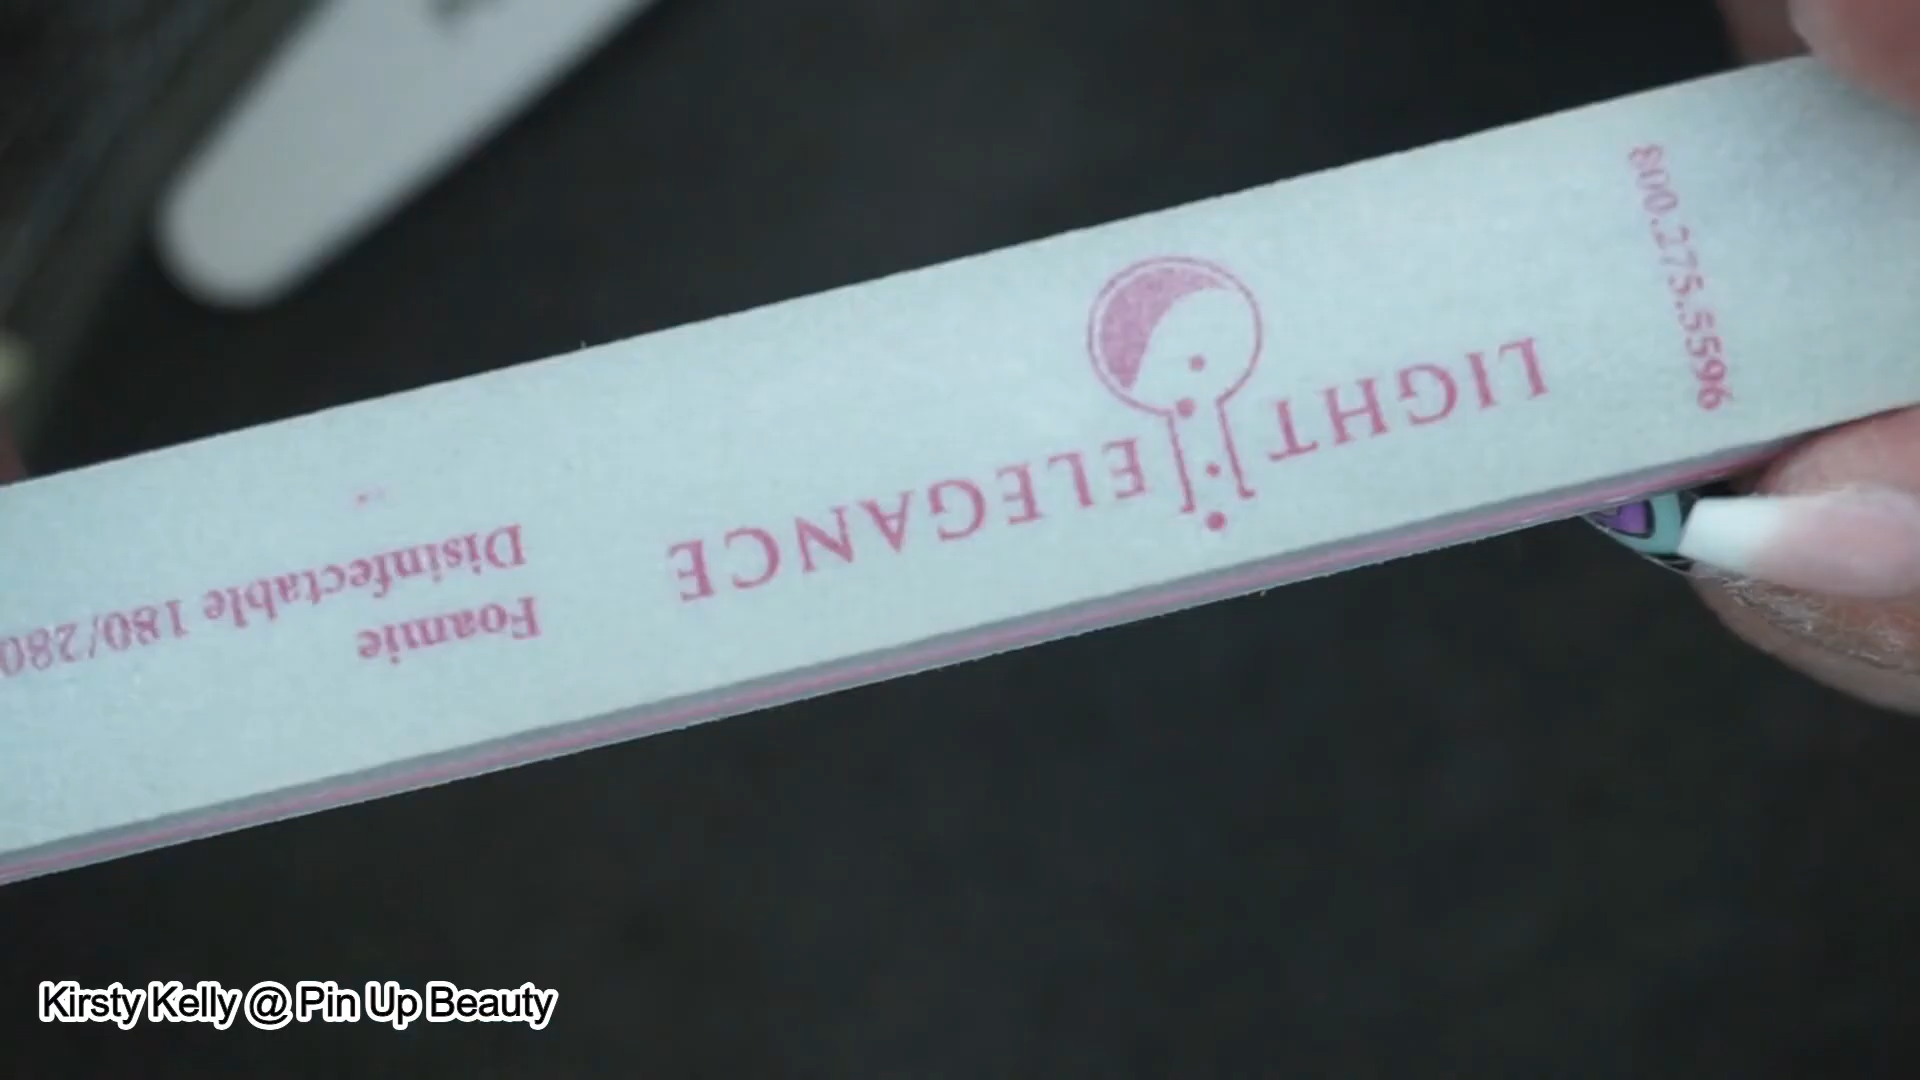 800.275.5596
LIGHT ELEGANCE
Foamie
Disinfectable 180/280
Kirsty Kelly @ Pin Up Beauty